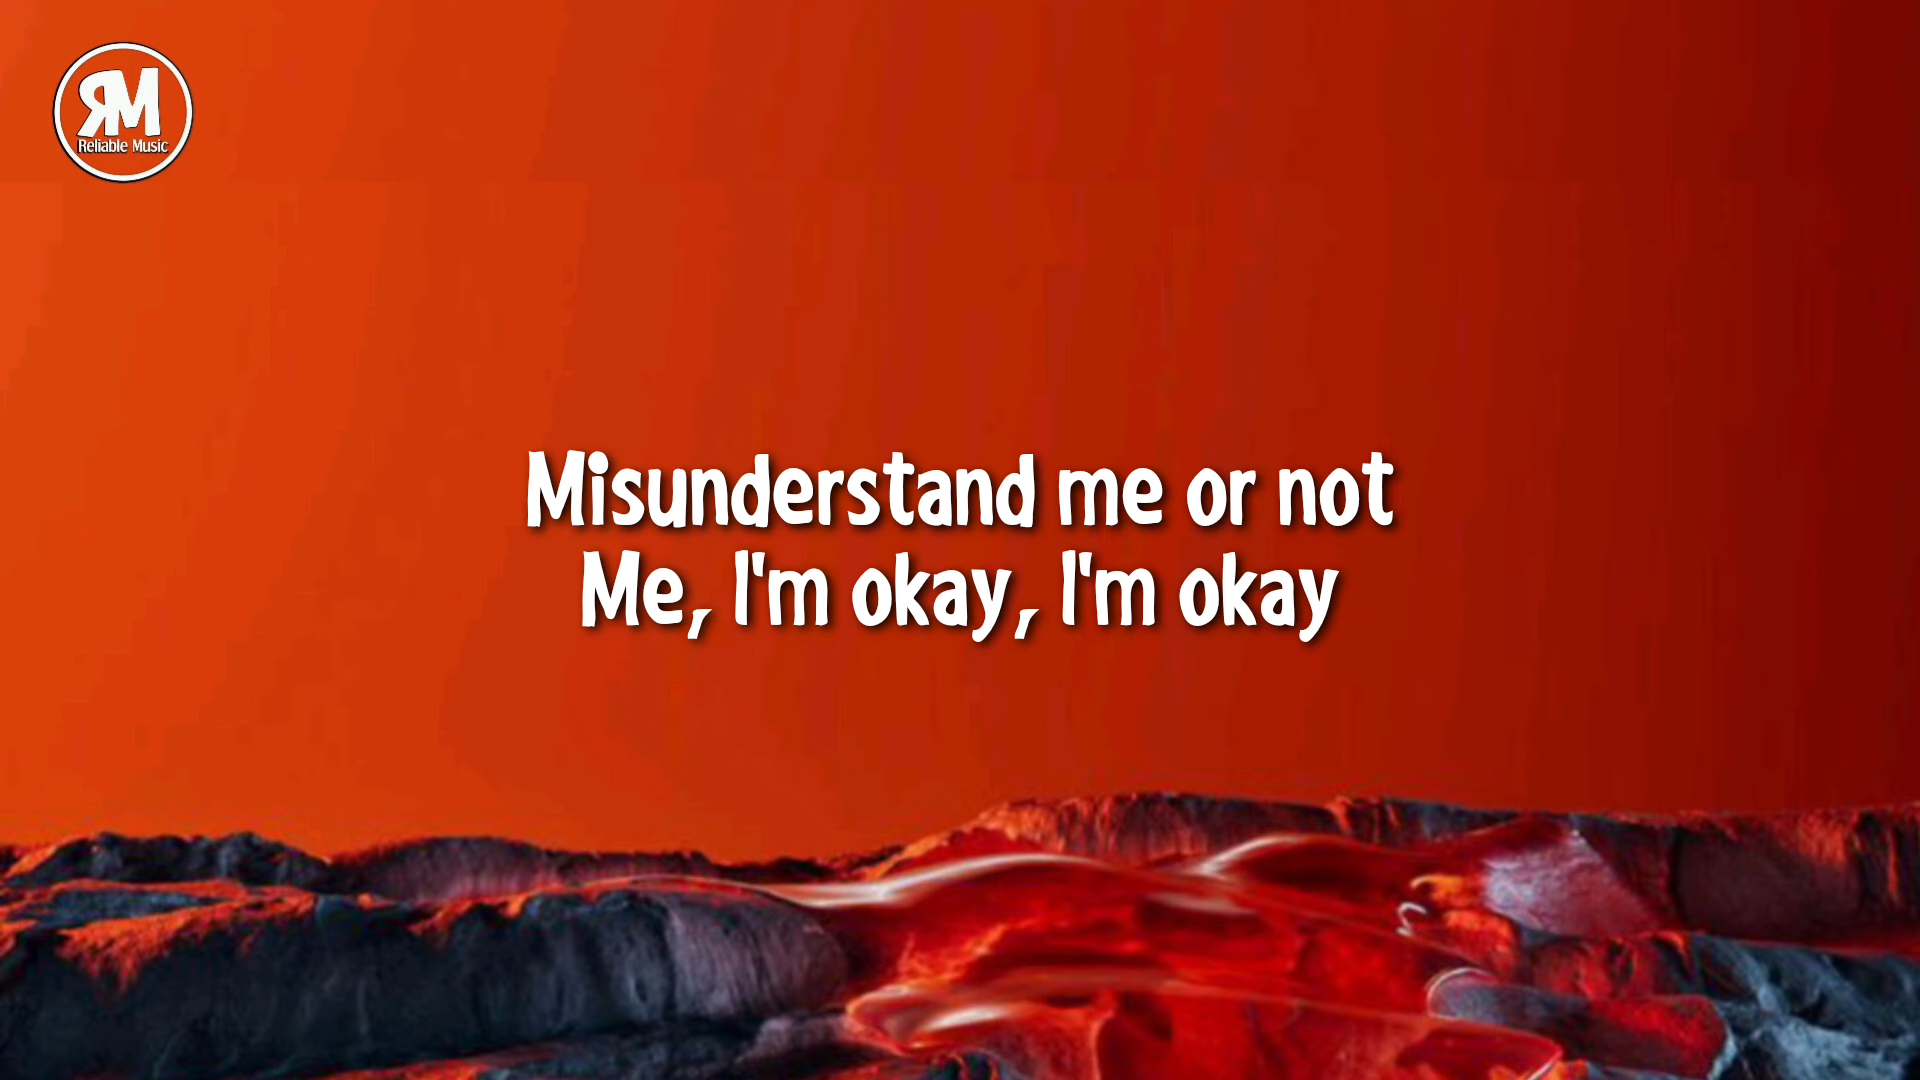 RM
Reliable Music
Misunderstand me or not
Me, I'm okay, I'm okay